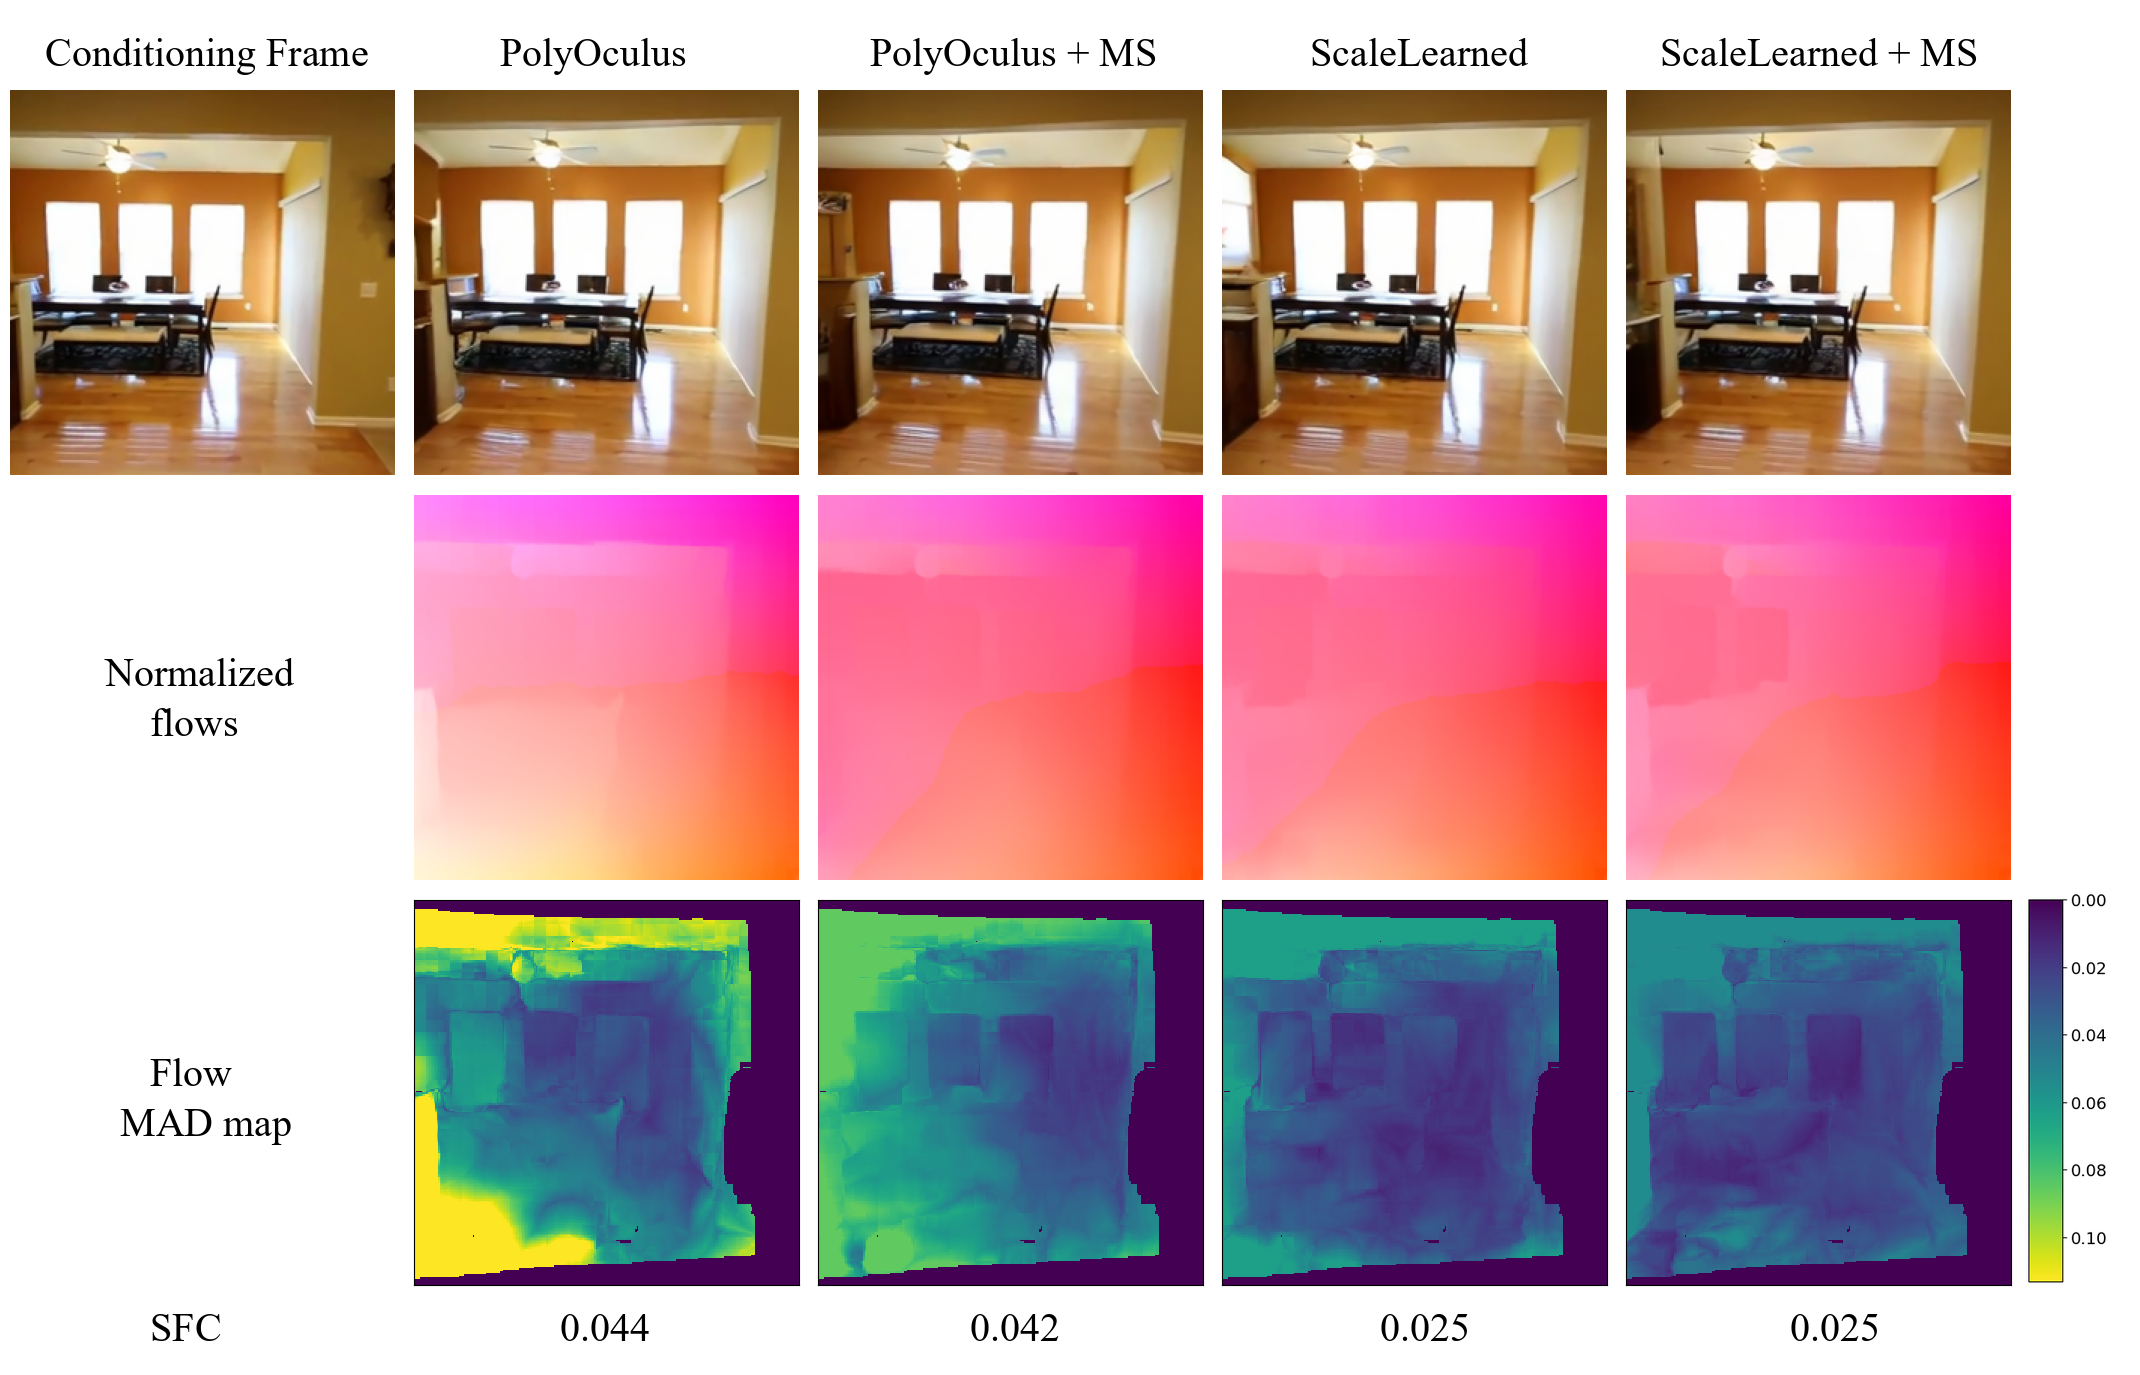 Conditioning Frame
PolyOculus
PolyOculus + MS
ScaleLearned
ScaleLearned + MS
Normalized
flows
Flow
MAD map
0.00
0.02
0.04
0.06
0.08
0.10
SFC
0.044
0.042
0.025
0.025